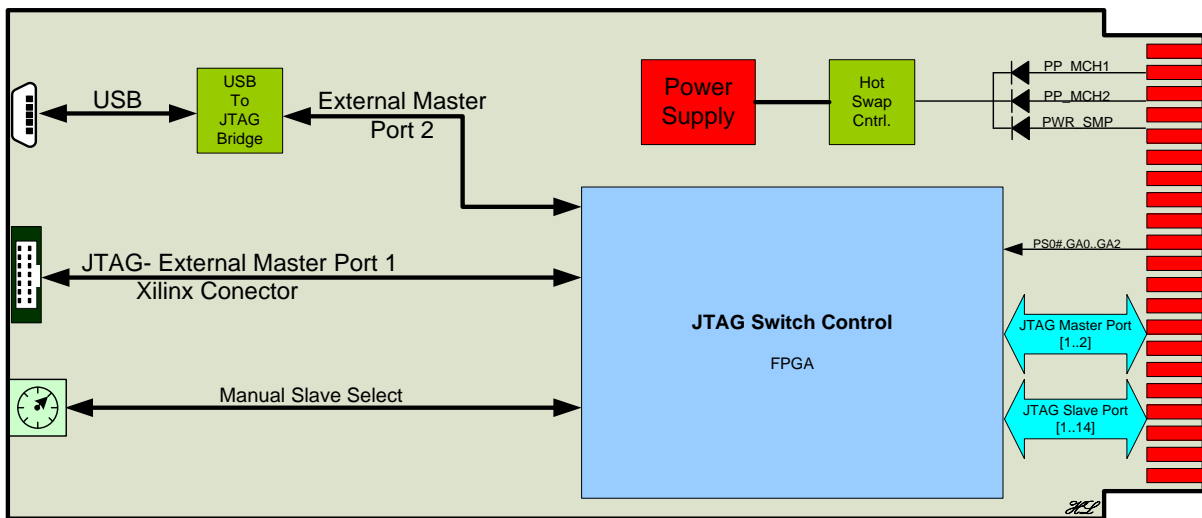 USB
USB
To
JTAG
Bridge
External Master
Port 2
Power
Supply
Hot
Swap
Cntrl.
PP_MCH1
PP_MCH2
PWR_SMP
PS0#,GA0..GA2
JTAG- External Master Port 1
Xilinx Conector
JTAG Switch Control
FPGA
JTAG Master Port
[1..2]
Manual Slave Select
JTAG Slave Port
[1..14]
HL